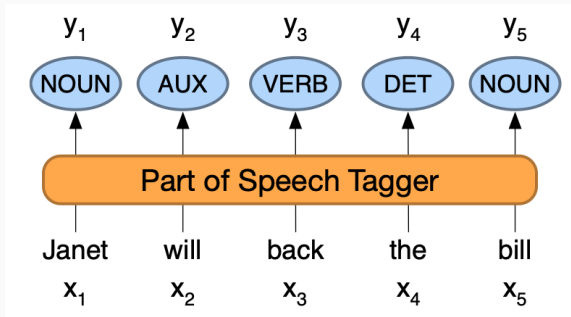 y1 y2 y3 y4 y5
NOUN AUX VERB DET NOUN
Part of Speech Tagger
Janet will back the bill
x1 x2 x3 x4 x5